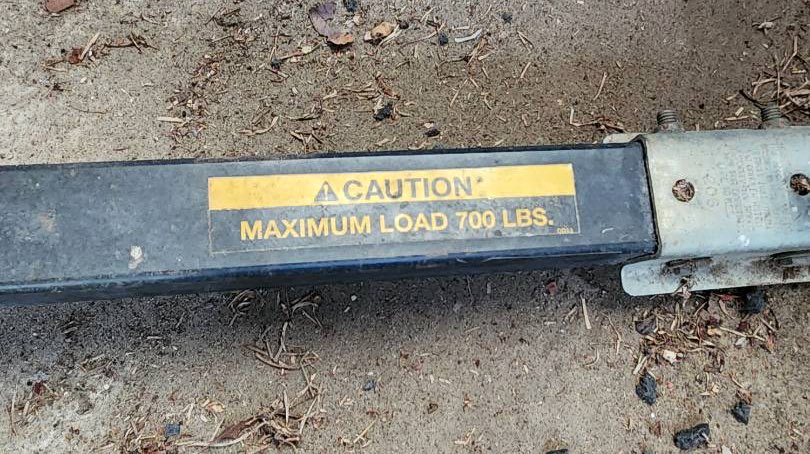 ⚠ CAUTION
MAXIMUM LOAD 700 LBS.